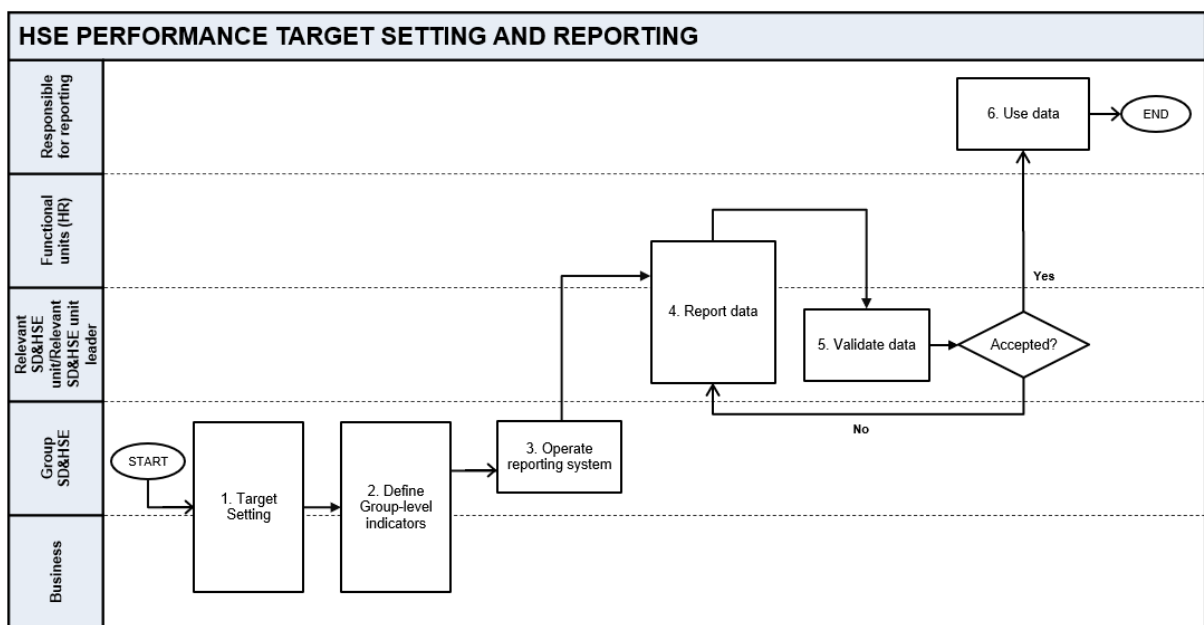 HSE PERFORMANCE TARGET SETTING AND REPORTING
Responsible
for reporting
6. Use data
END
Functional
units (HR)
Yes
Relevant
SD&HSE
unit/Relevant
SD&HSE unit
leader
4. Report data
5. Validate data
Accepted?
No
Group
SD&HSE
START
1. Target
Setting
2. Define
Group-level
indicators
3. Operate
reporting system
Business